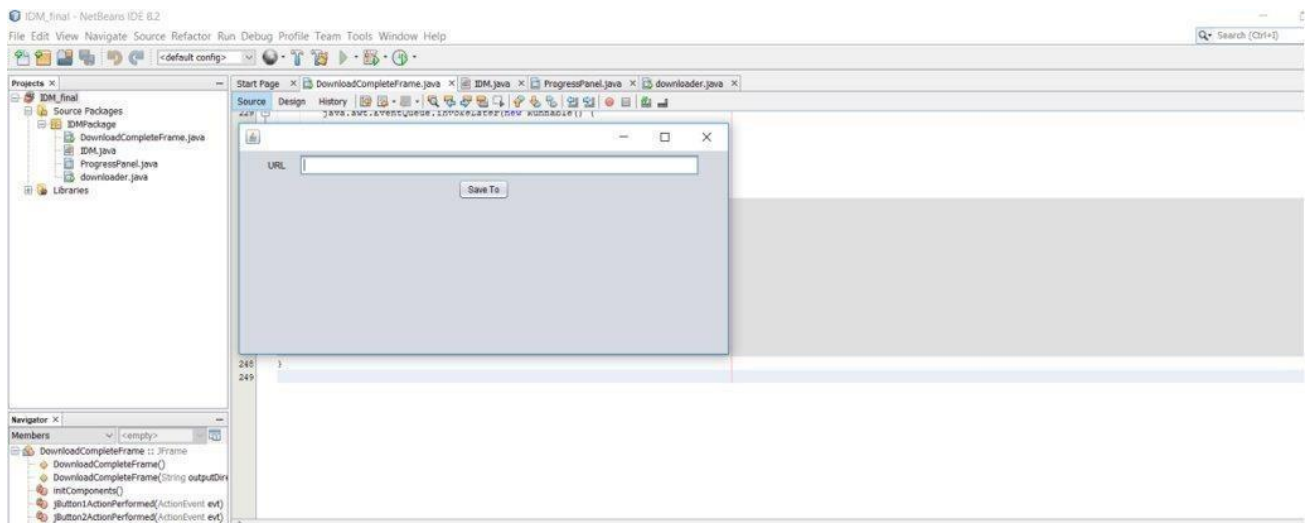 IDM_final - NetBeans IDE 8.2
File Edit View Navigate Source Refactor Run Debug Profile Team Tools Window Help
Search (Ctrl+I)
<default config>
Projects
IDM_final
Source Packages
IDMPackage
DownloadCompleteFrame.java
IDM.java
ProgressPanel.java
downloader.java
Libraries
Start Page DownloadCompleteFrame.java IDM.java ProgressPanel.java downloader.java
Source Design History
229 java.awt.EventQueue.invokeLater(new Runnable() {
URL
Save To
248 }
249
Navigator
Members <empty>
DownloadCompleteFrame :: JFrame
DownloadCompleteFrame()
DownloadCompleteFrame(String outputDire
initComponents()
jButton1ActionPerformed(ActionEvent evt)
jButton2ActionPerformed(ActionEvent evt)